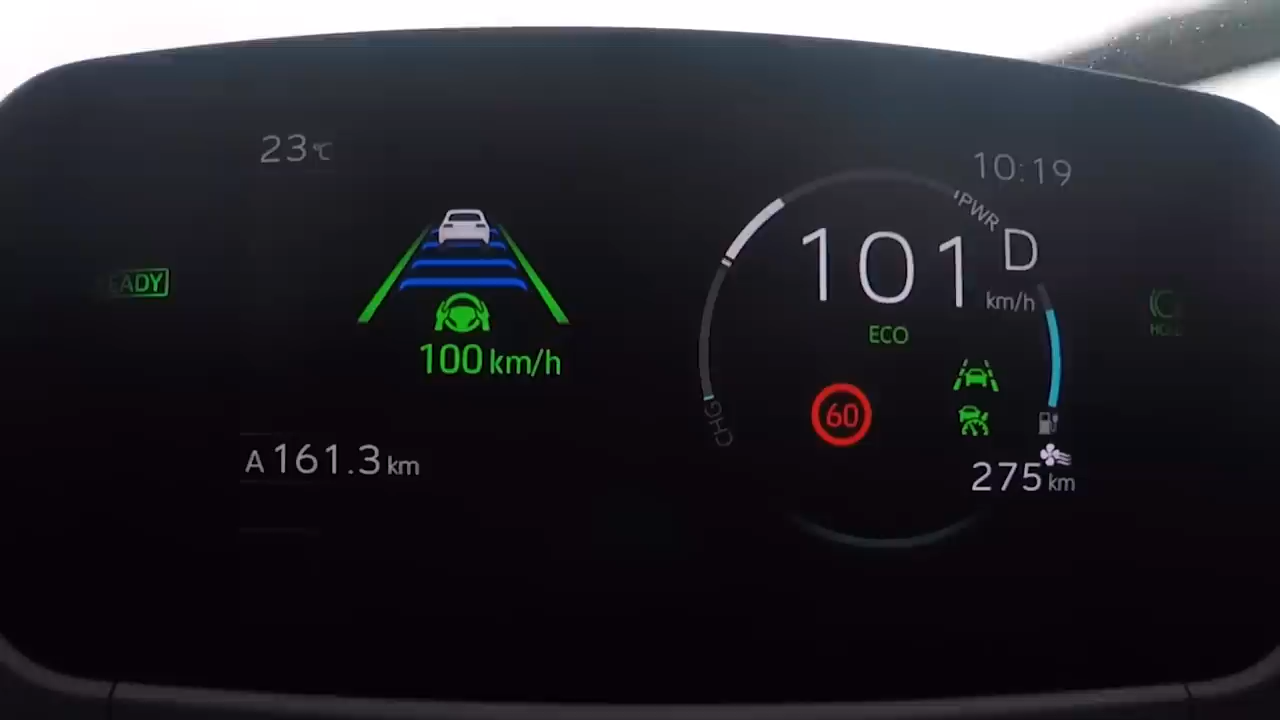 23°C
10:19
PWR
101 D
km/h
EADY
ECO
100 km/h
60
CHG
A 161.3 km
275 km